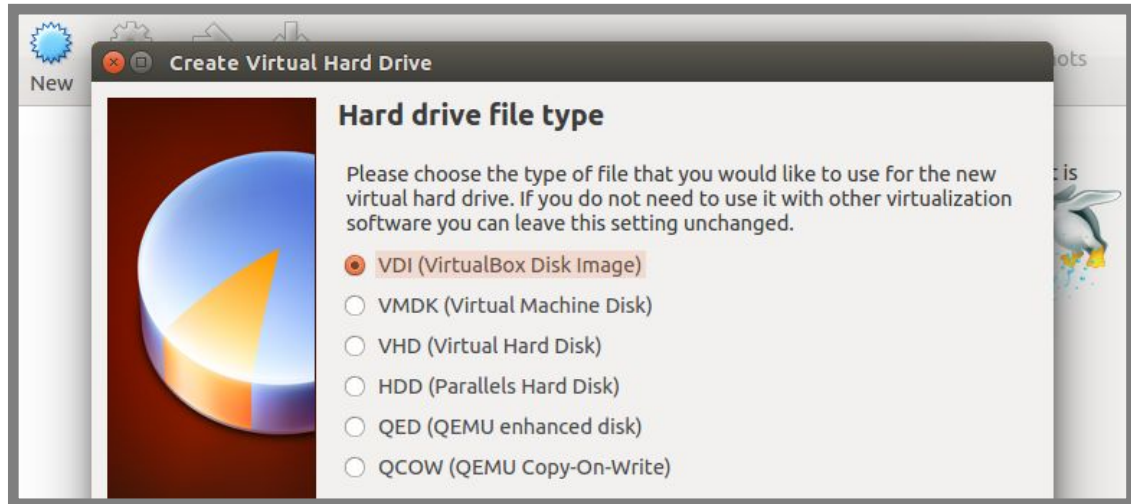 New
Create Virtual Hard Drive
ots
Hard drive file type
Please choose the type of file that you would like to use for the new
virtual hard drive. If you do not need to use it with other virtualization
software you can leave this setting unchanged.
is
VDI (VirtualBox Disk Image)
VMDK (Virtual Machine Disk)
VHD (Virtual Hard Disk)
HDD (Parallels Hard Disk)
QED (QEMU enhanced disk)
QCOW (QEMU Copy-On-Write)